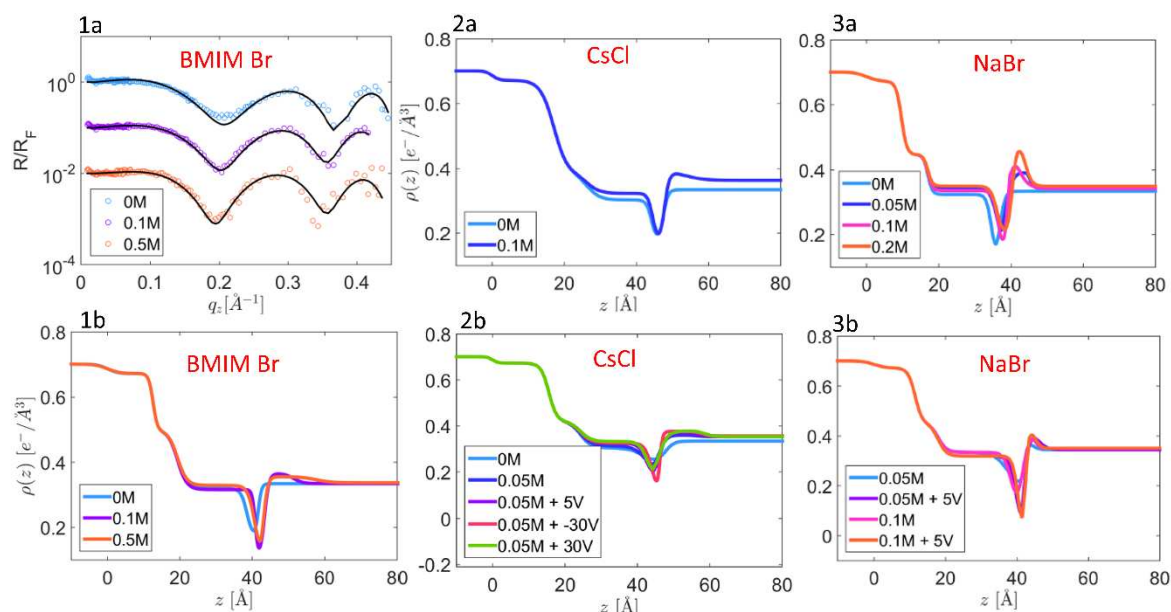 1a
BMIM Br
R/R_F
10^0
10^-2
10^-4
0M
0.1M
0.5M
0 0.1 0.2 0.3 0.4
q_z[Å^-1]
2a
CsCl
ρ(z) [e^-/Å^3]
0.8
0.6
0.4
0.2
0M
0.1M
0 20 40 60 80
z [Å]
3a
NaBr
0.8
0.6
0.4
0.2
0M
0.05M
0.1M
0.2M
0 20 40 60 80
z [Å]
1b
BMIM Br
ρ(z) [e^-/Å^3]
0.8
0.6
0.4
0.2
0M
0.1M
0.5M
0 20 40 60 80
z [Å]
2b
CsCl
0.8
0.6
0.4
0.2
0
-0.2
0M
0.05M
0.05M + 5V
0.05M + -30V
0.05M + 30V
0 20 40 60 80
z [Å]
3b
NaBr
0.8
0.6
0.4
0.2
0
0.05M
0.05M + 5V
0.1M
0.1M + 5V
0 20 40 60 80
z [Å]